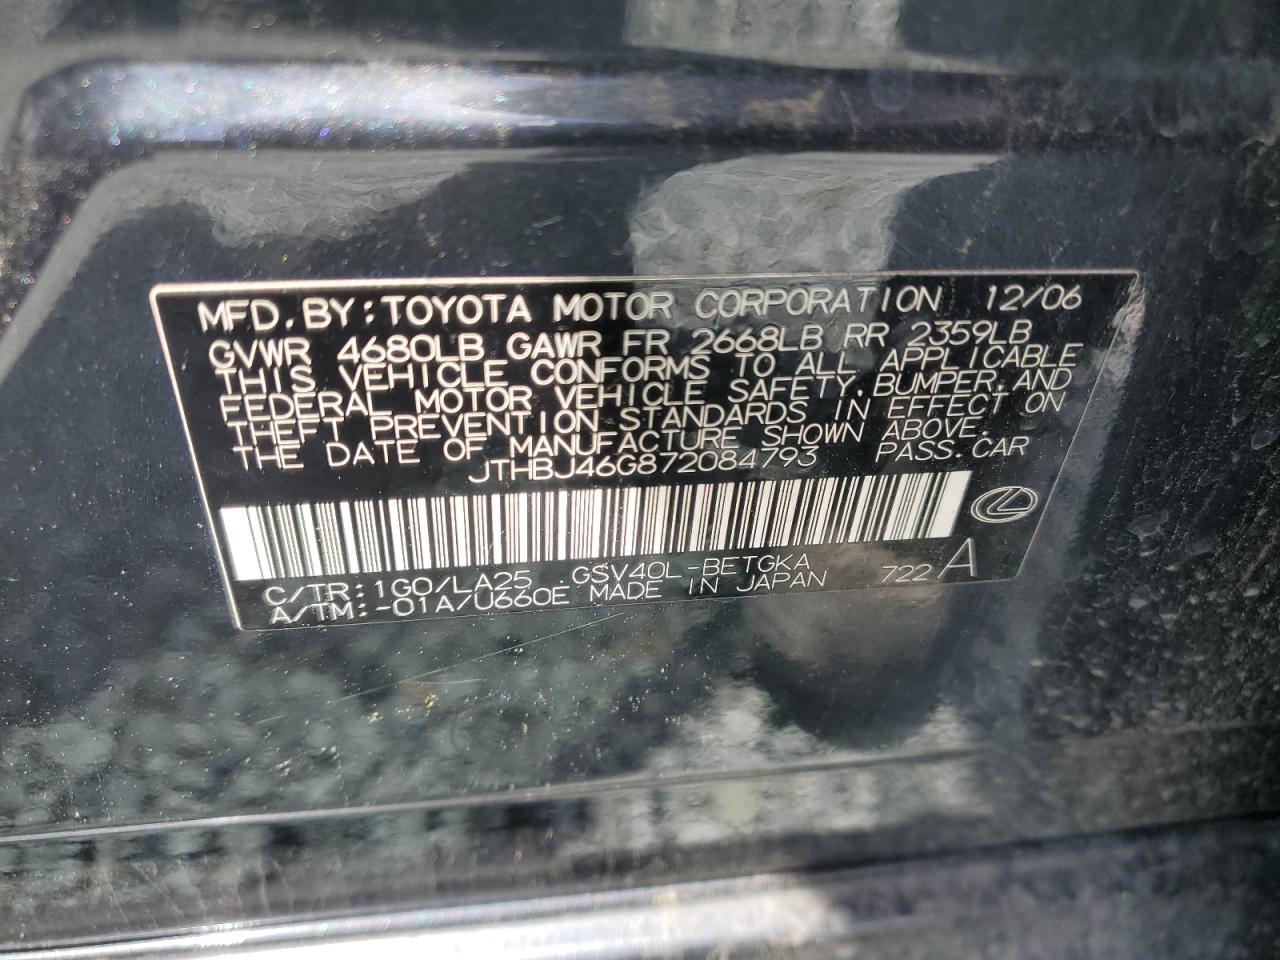 MFD. BY: TOYOTA MOTOR CORPORATION 12/06
GVWR 4680LB GAWR FR 2668LB RR 2359LB
THIS VEHICLE CONFORMS TO ALL APPLICABLE
FEDERAL MOTOR VEHICLE SAFETY, BUMPER, AND
THEFT PREVENTION STANDARDS IN EFFECT ON
THE DATE OF MANUFACTURE SHOWN ABOVE.
JTHBJ46G872084793 PASS. CAR
C/TR: 1G0/LA25 GSV40L-BETGKA 722 A
A/TM: -01A/U660E MADE IN JAPAN